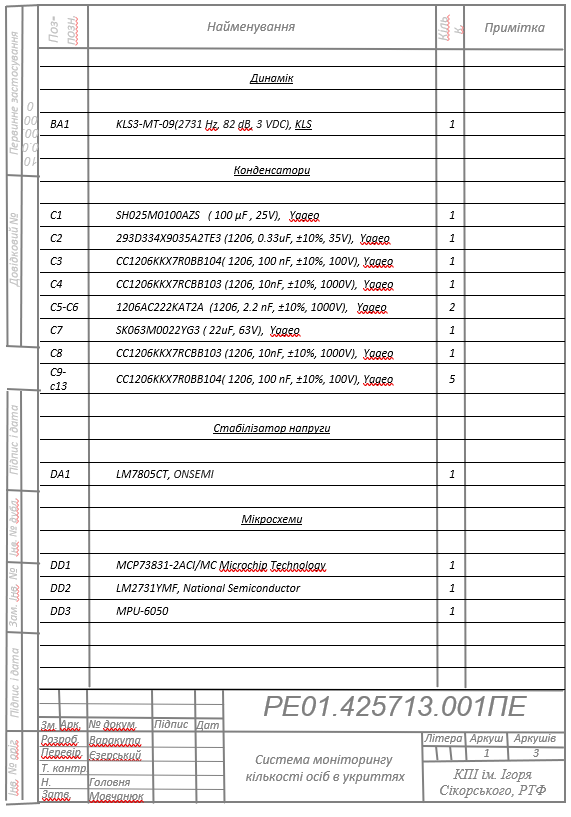 Поз-
позн.
Найменування
Кіль
к.
Примітка
Динамік
BA1 KLS3-MT-09(2731 Hz, 82 dB, 3 VDC), KLS 1
Конденсатори
C1 SH025M0100AZS ( 100 µF , 25V), Yageo 1
C2 293D334X9035A2TE3 (1206, 0.33uF, ±10%, 35V), Yageo 1
C3 CC1206KKX7R0BB104( 1206, 100 nF, ±10%, 100V), Yageo 1
C4 CC1206KKX7RCBB103 (1206, 10nF, ±10%, 1000V), Yageo 1
C5-C6 1206AC222KAT2A (1206, 2.2 nF, ±10%, 1000V), Yageo 2
C7 SK063M0022YG3 ( 22uF, 63V), Yageo 1
C8 CC1206KKX7RCBB103 (1206, 10nF, ±10%, 1000V), Yageo 1
C9-
c13 CC1206KKX7R0BB104( 1206, 100 nF, ±10%, 100V), Yageo 5
Стабілізатор напруги
DA1 LM7805CT, ONSEMI 1
Мікросхеми
DD1 MCP73831-2ACI/MC Microchip Technology 1
DD2 LM2731YMF, National Semiconductor 1
DD3 MPU-6050 1
Первинне застосування
Довідковий №
Підпис і дата
Інв. № дубл.
Зам. Інв. №
Підпис і дата
Інв. № оріг.
РЕ01.425713.001ПЕ
Зм. Арк. № докум. Підпис Дат
Розроб. Варакута
Перевір. Єзерський
Т. контр.
Н. Головня
Затв. Мовчанюк
Система моніторингу
кількості осіб в укриттях
Літера Аркуш Аркушів
1 3
КПІ ім. Ігоря
Сікорського, РТФ